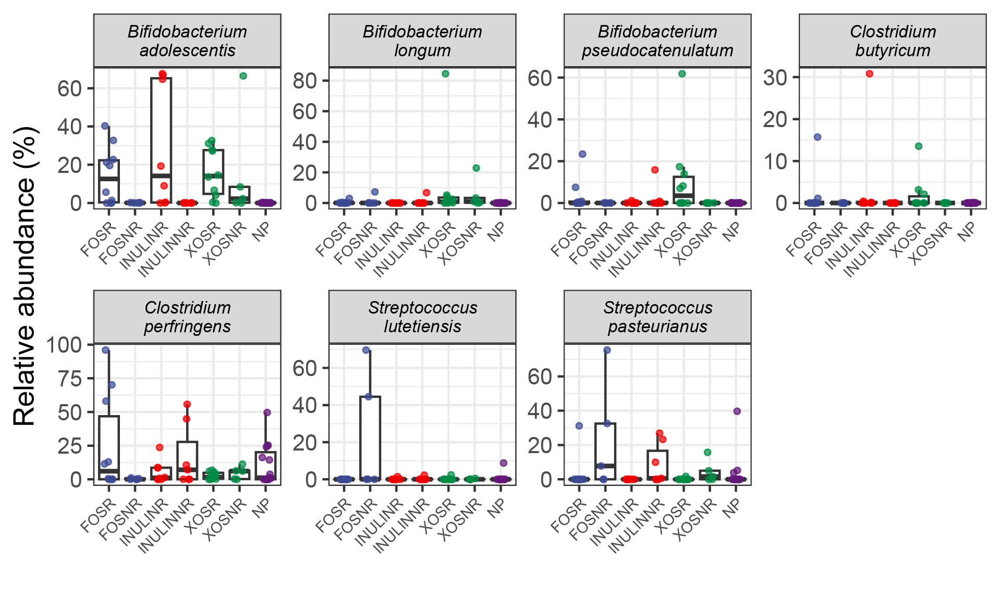 Relative abundance (%)
Bifidobacterium
adolescentis
60
40
20
0
FOSR
FOSNR
INULINR
INULINNR
XOSR
XOSNR
NP
Bifidobacterium
longum
80
60
40
20
0
FOSR
FOSNR
INULINR
INULINNR
XOSR
XOSNR
NP
Bifidobacterium
pseudocatenulatum
60
40
20
0
FOSR
FOSNR
INULINR
INULINNR
XOSR
XOSNR
NP
Clostridium
butyricum
30
20
10
0
FOSR
FOSNR
INULINR
INULINNR
XOSR
XOSNR
NP
Clostridium
perfringens
100
75
50
25
0
FOSR
FOSNR
INULINR
INULINNR
XOSR
XOSNR
NP
Streptococcus
lutetiensis
60
40
20
0
FOSR
FOSNR
INULINR
INULINNR
XOSR
XOSNR
NP
Streptococcus
pasteurianus
60
40
20
0
FOSR
FOSNR
INULINR
INULINNR
XOSR
XOSNR
NP